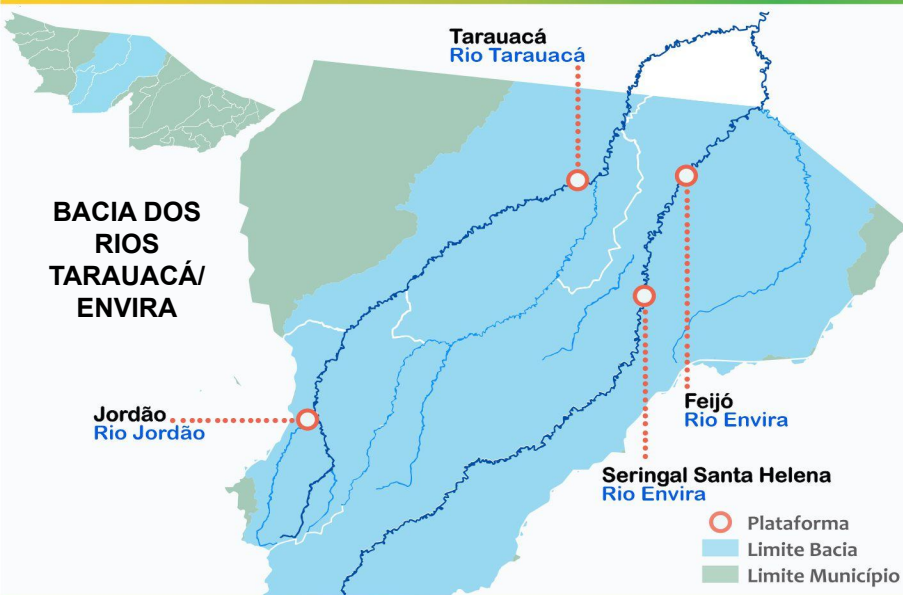 Tarauacá
Rio Tarauacá
BACIA DOS
RIOS
TARAUACÁ/
ENVIRA
Jordão
Rio Jordão
Feijó
Rio Envira
Seringal Santa Helena
Rio Envira
Plataforma
Limite Bacia
Limite Município